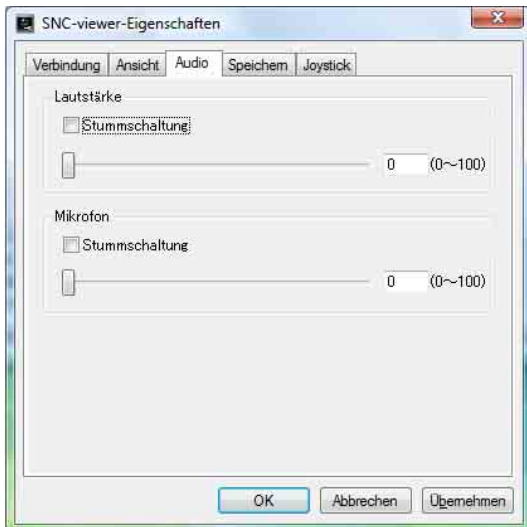 SNC-viewer-Eigenschaften
Verbindung Ansicht Audio Speichern Joystick
Lautstärke
Stummschaltung
0 (0~100)
Mikrofon
Stummschaltung
0 (0~100)
OK Abbrechen Übernehmen